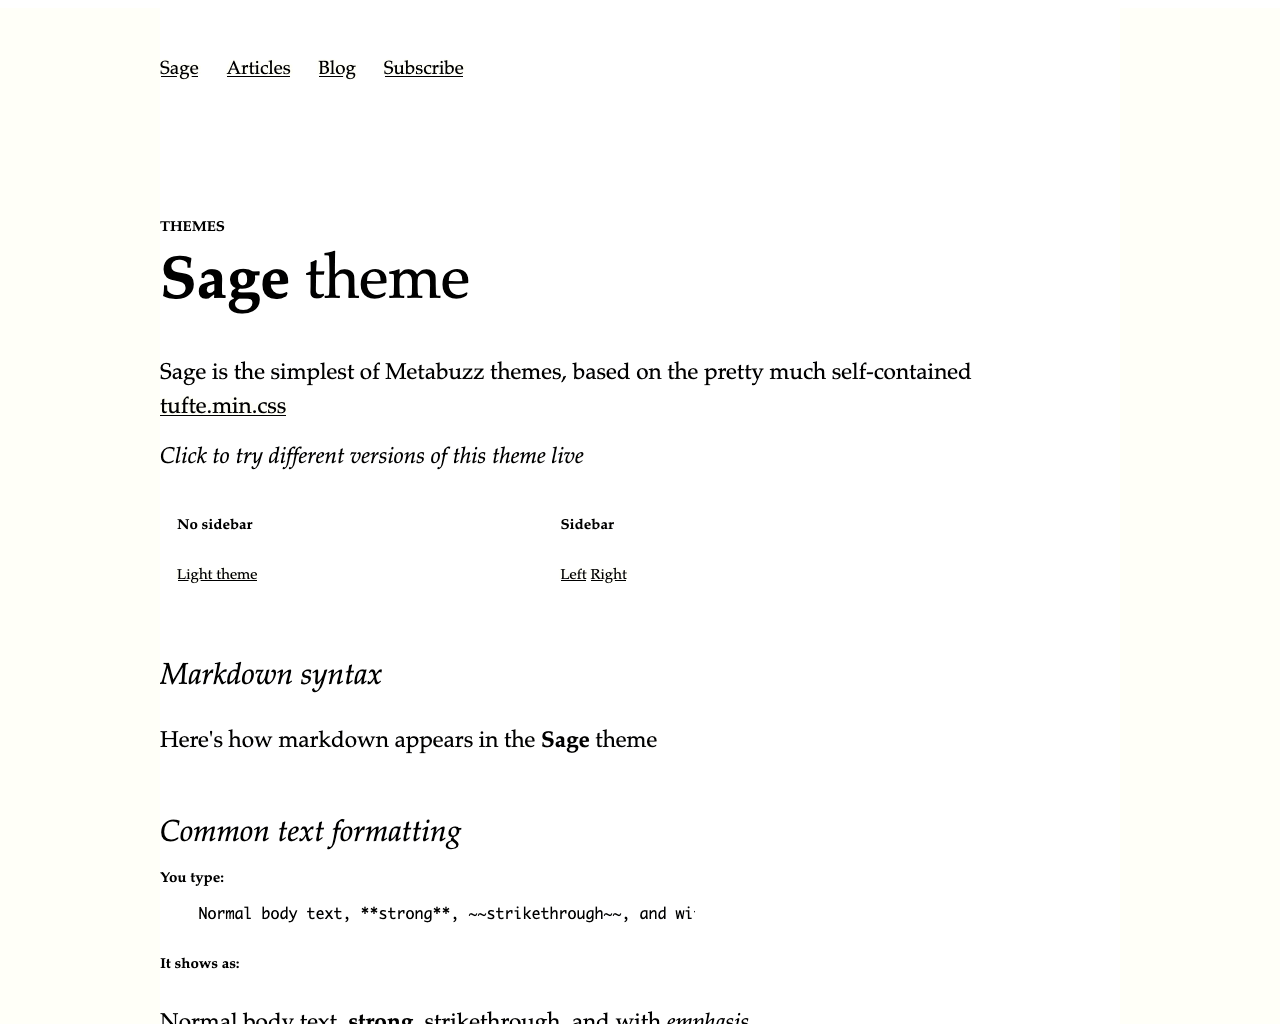 Sage Articles Blog Subscribe
THEMES
Sage theme
Sage is the simplest of Metabuzz themes, based on the pretty much self-contained
tufte.min.css
Click to try different versions of this theme live
No sidebar Sidebar
Light theme Left Right
Markdown syntax
Here's how markdown appears in the Sage theme
Common text formatting
You type:
Normal body text, **strong**, ~~strikethrough~~, and
It shows as:
Normal body text, strong, strikethrough, and with emphasis